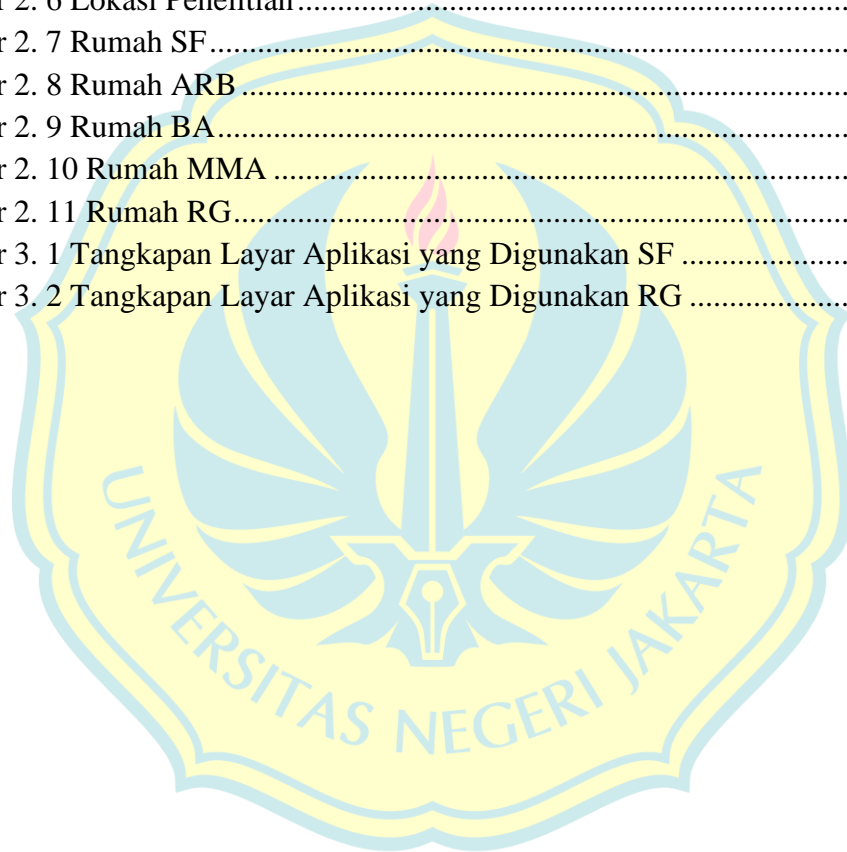 r 2. 6 Lokasi Penelitian....................................................................
r 2. 7 Rumah SF...............................................................................
r 2. 8 Rumah ARB...........................................................................
r 2. 9 Rumah BA..............................................................................
r 2. 10 Rumah MMA.......................................................................
r 2. 11 Rumah RG............................................................................
r 3. 1 Tangkapan Layar Aplikasi yang Digunakan SF....................
r 3. 2 Tangkapan Layar Aplikasi yang Digunakan RG...................
UNIVERSITAS NEGERI JAKARTA